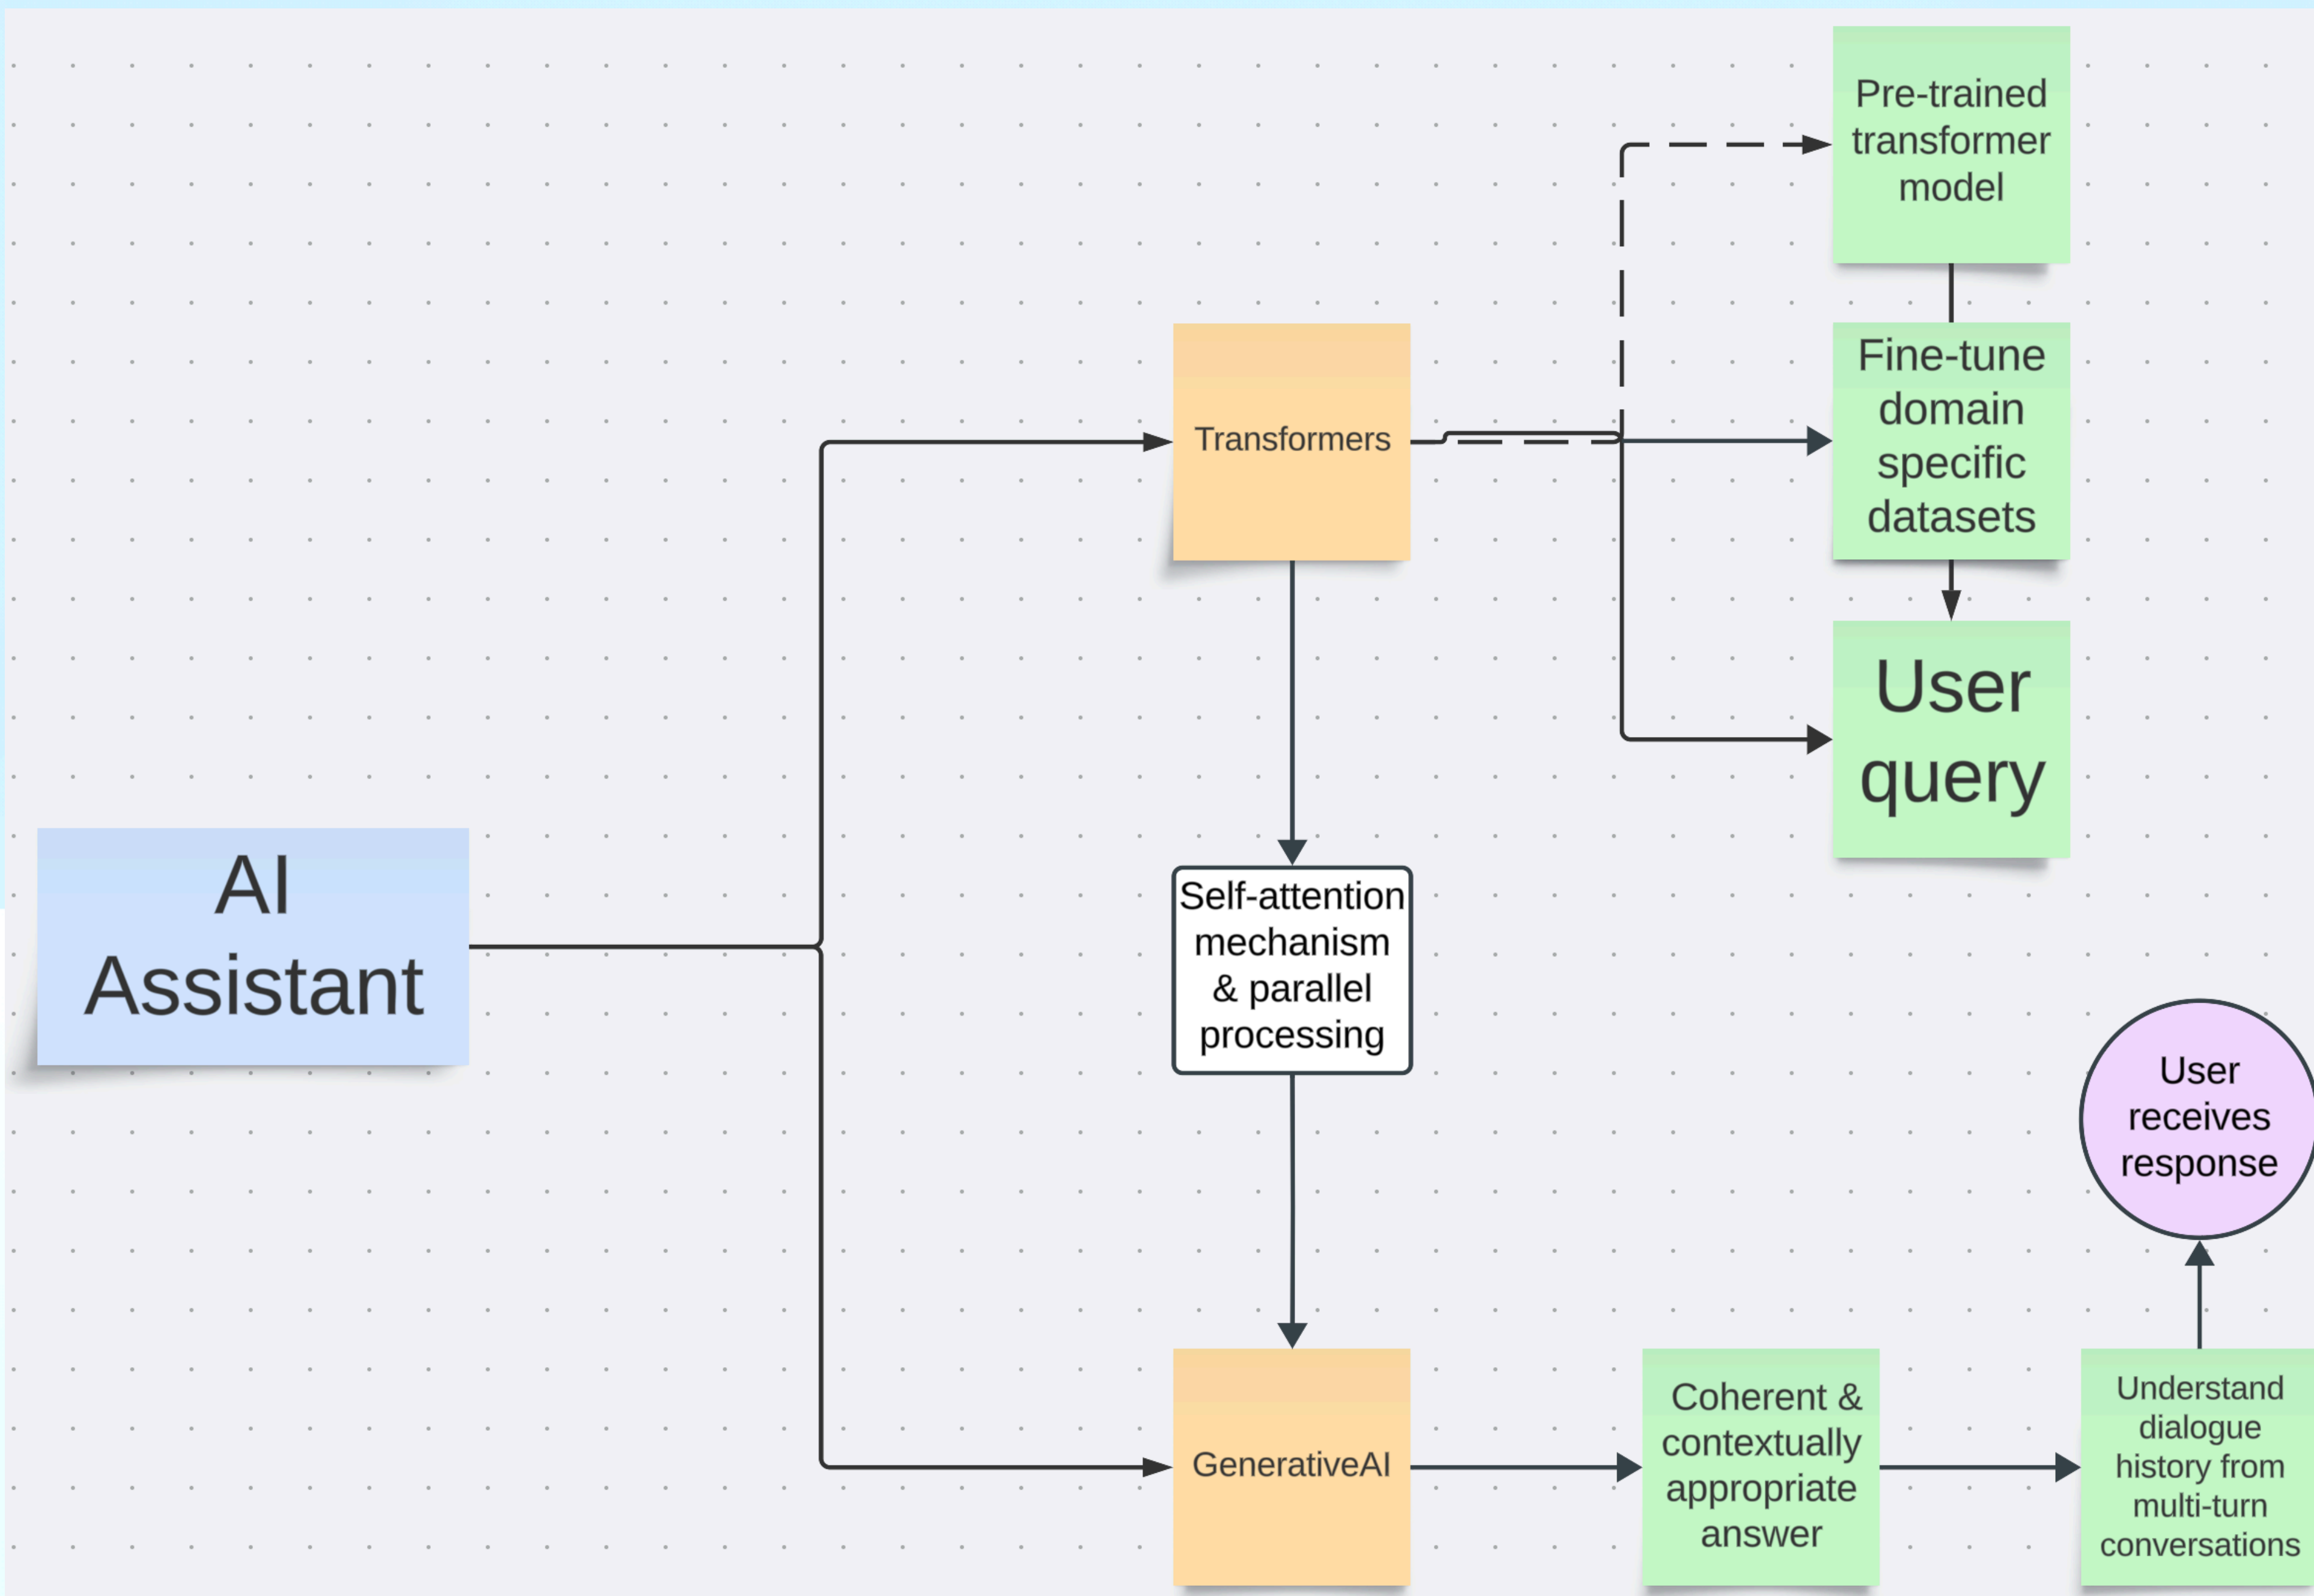 Pre-trained
transformer
model
Fine-tune
domain
specific
datasets
Transformers
User
query
AI
Assistant
Self-attention
mechanism
& parallel
processing
User
receives
response
GenerativeAI
Coherent &
contextually
appropriate
answer
Understand
dialogue
history from
multi-turn
conversations